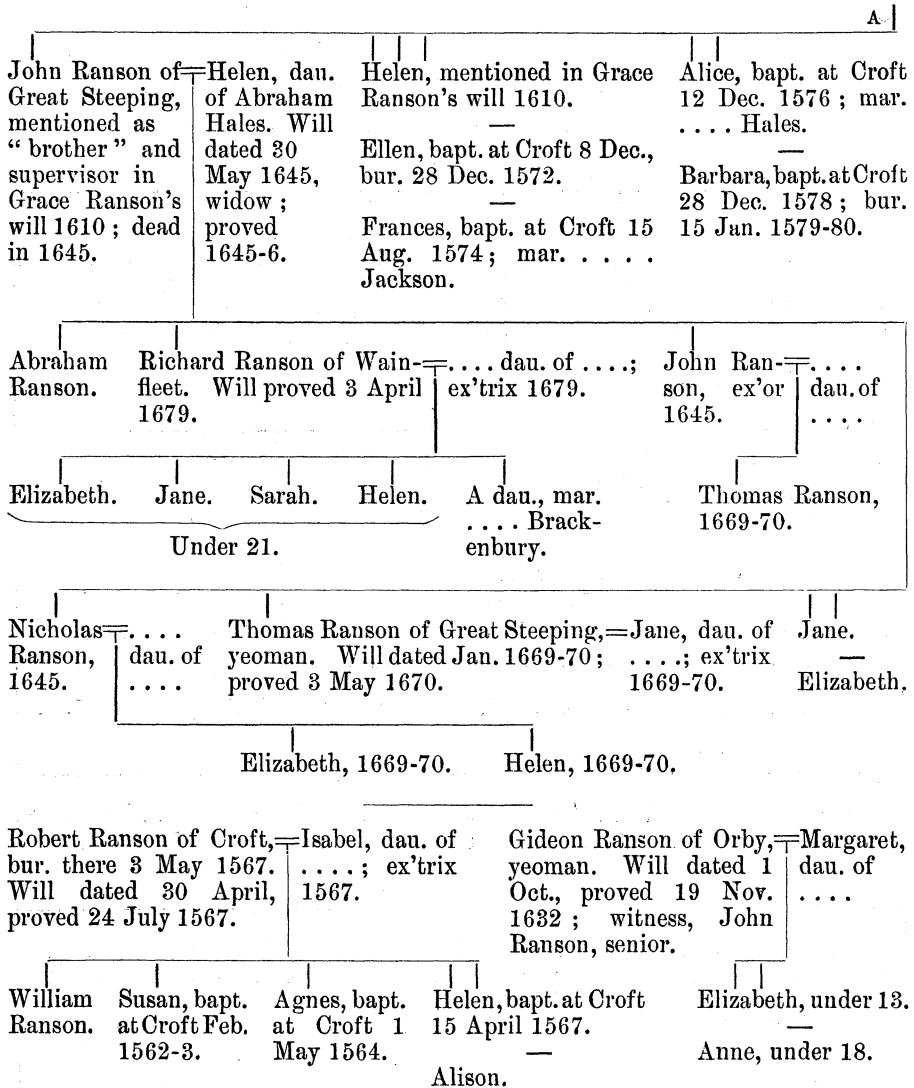 A
John Ranson of
Great Steeping,
mentioned as
“ brother ” and
supervisor in
Grace Ranson's
will 1610 ; dead
in 1645.
Helen, dau.
of Abraham
Hales. Will
dated 30
May 1645,
widow ;
proved
1645-6.
Helen, mentioned in Grace
Ranson's will 1610.
—
Ellen, bapt. at Croft 8 Dec.,
bur. 28 Dec. 1572.
—
Frances, bapt. at Croft 15
Aug. 1574 ; mar. . . . . .
Jackson.
Alice, bapt. at Croft
12 Dec. 1576 ; mar.
. . . . Hales.
—
Barbara, bapt. at Croft
28 Dec. 1578 ; bur.
15 Jan. 1579-80.
Abraham
Ranson.
Richard Ranson of Wain-
fleet. Will proved 3 April
1679.
. . . . dau. of . . . . ;
ex'trix 1679.
John Ran-
son, ex'or
1645.
. . . .
dau. of
. . . .
Elizabeth. Jane. Sarah. Helen.
Under 21.
A dau., mar.
. . . . Brack-
enbury.
Thomas Ranson,
1669-70.
Nicholas
Ranson,
1645.
. . . .
dau. of
. . . .
Thomas Ranson of Great Steeping,
yeoman. Will dated Jan. 1669-70 ;
proved 3 May 1670.
=Jane, dau. of
. . . . ; ex'trix
1669-70.
Jane.
—
Elizabeth.
Elizabeth, 1669-70. Helen, 1669-70.
Robert Ranson of Croft,
bur. there 3 May 1567.
Will dated 30 April,
proved 24 July 1567.
Isabel, dau. of
. . . . ; ex'trix
1567.
Gideon Ranson of Orby,
yeoman. Will dated 1
Oct., proved 19 Nov.
1632 ; witness, John
Ranson, senior.
Margaret,
dau. of
. . . .
William
Ranson.
Susan, bapt.
at Croft Feb.
1562-3.
Agnes, bapt.
at Croft 1
May 1564.
Helen, bapt. at Croft
15 April 1567.
—
Alison.
Elizabeth, under 13.
—
Anne, under 18.